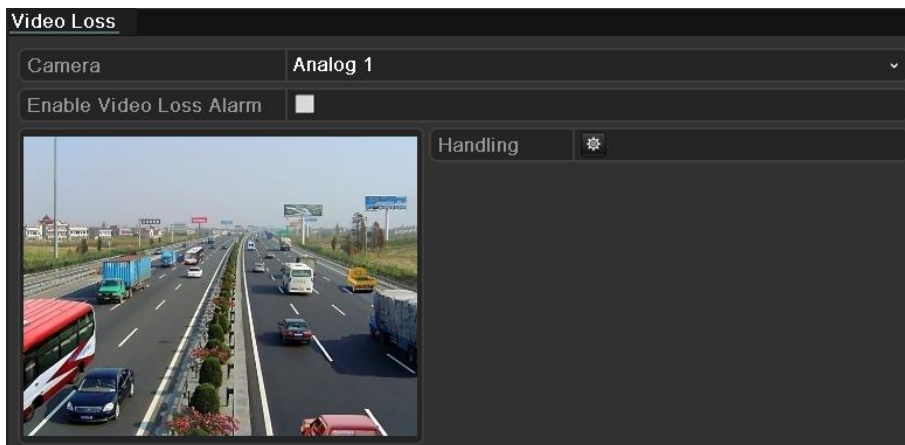 Video Loss
Camera
Analog 1
Enable Video Loss Alarm
Handling